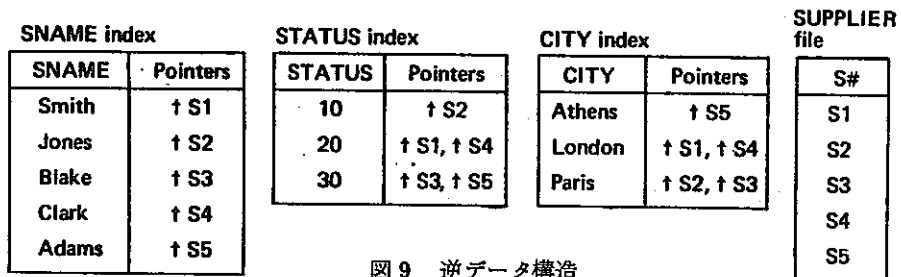 SNAME index
SNAME Pointers
Smith ↑ S1
Jones ↑ S2
Blake ↑ S3
Clark ↑ S4
Adams ↑ S5
STATUS index
STATUS Pointers
10 ↑ S2
20 ↑ S1, ↑ S4
30 ↑ S3, ↑ S5
CITY index
CITY Pointers
Athens ↑ S5
London ↑ S1, ↑ S4
Paris ↑ S2, ↑ S3
SUPPLIER
file
S#
S1
S2
S3
S4
S5
図 9 逆データ構造